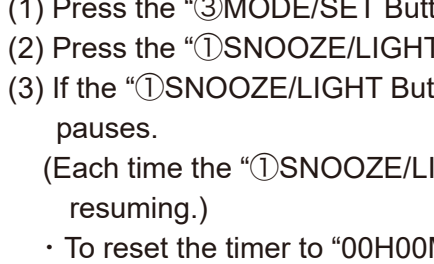 (1) Press the “③MODE/SET Butt
(2) Press the “①SNOOZE/LIGHT
(3) If the “①SNOOZE/LIGHT But
pauses.
(Each time the “①SNOOZE/LI
resuming.)
・To reset the timer to “00H00